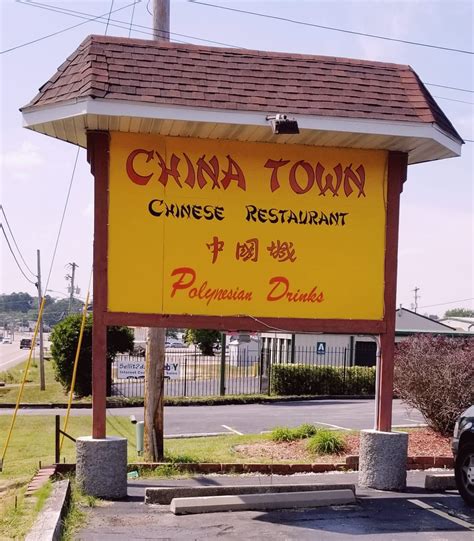 China Town
Chinese Restaurant
中國城
Polynesian Drinks